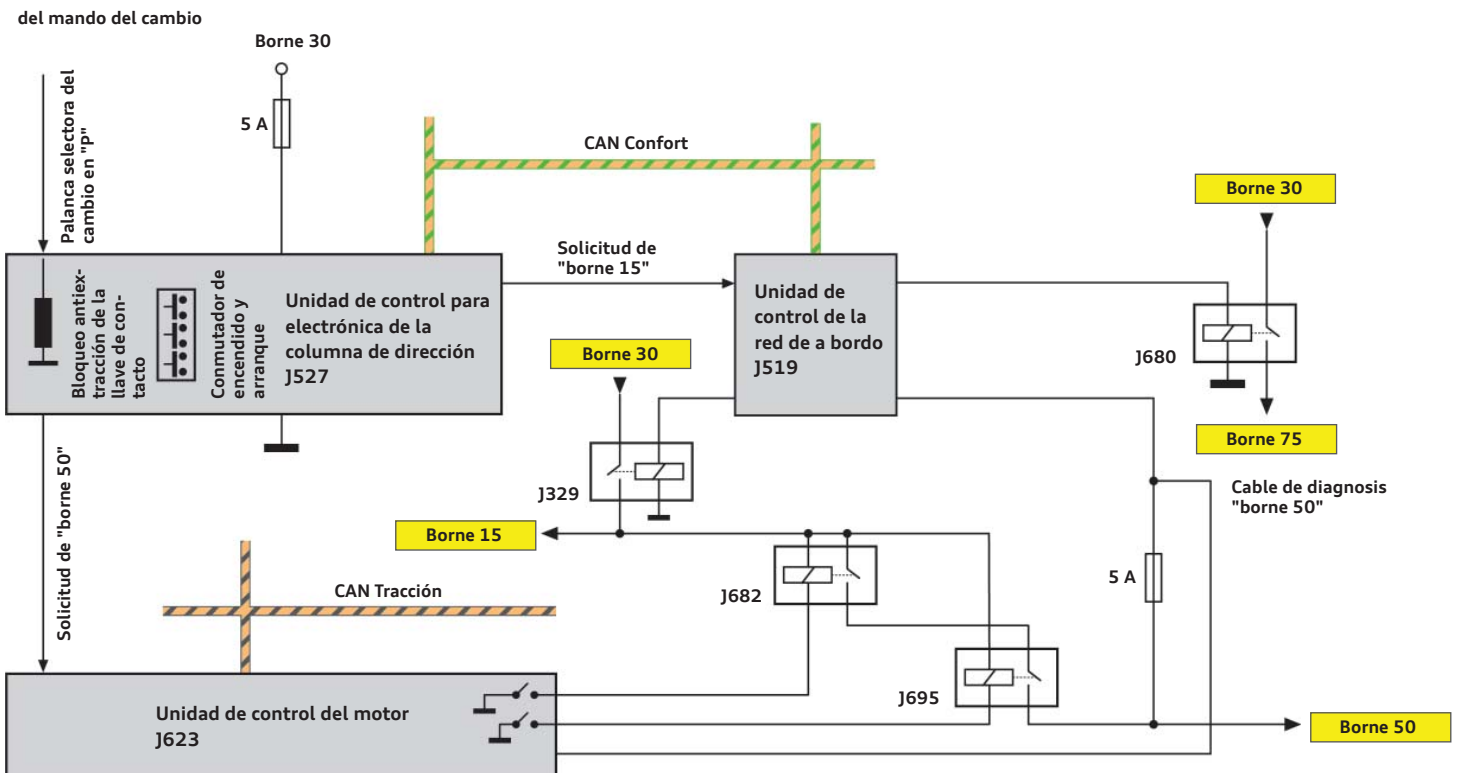 del mando del cambio
Borne 30
Palanca selectora del
cambio en "P"
5 A
CAN Confort
Borne 30
Solicitud de
"borne 15"
Bloqueo antiex-
tracción de la
llave de con-
tacto
Conmutador de
encendido y
arranque
Unidad de control para
electrónica de la
columna de dirección
J527
Unidad de
control de la
red de a bordo
J519
Borne 30
J680
Borne 75
J329
Cable de diagnosis
"borne 50"
Solicitud de "borne 50"
Borne 15
CAN Tracción
J682
5 A
J695
Unidad de control del motor
J623
Borne 50